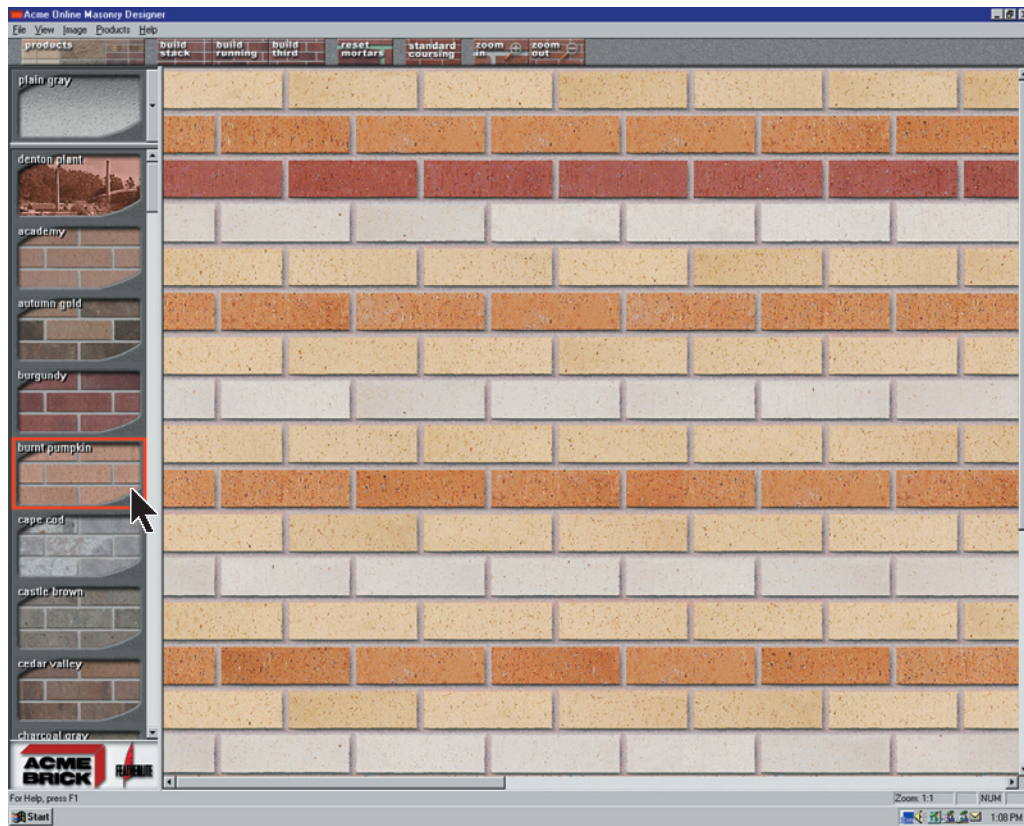 Acme Online Masonry Designer
File View Image Products Help
products build stack build running build third reset mortars standard coursing zoom in zoom out
plain gray
denton plant
academy
autumn gold
burgundy
burnt pumpkin
cape cod
castle brown
cedar valley
charcoal gray
ACME BRICK
FEATHERLITE
For Help, press F1
Zoom: 1:1 NUM
Start
1:08 PM